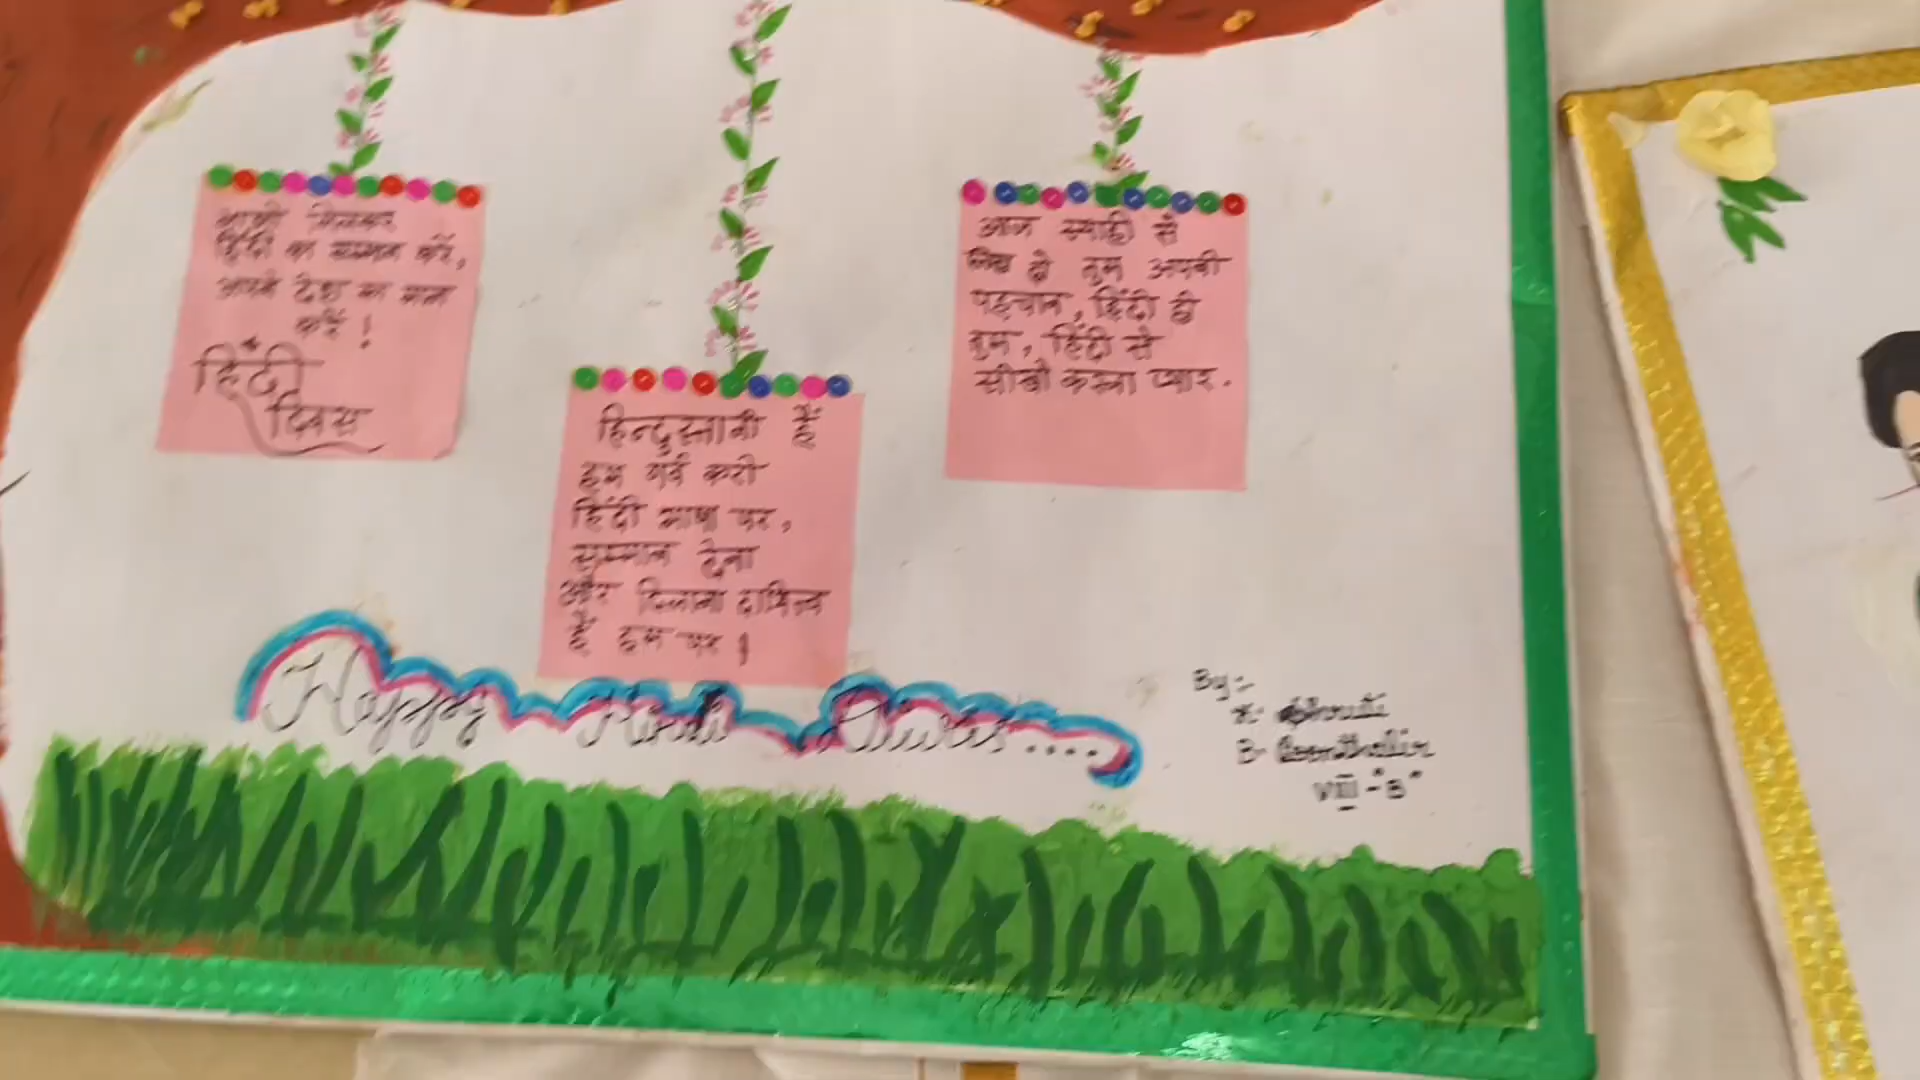 आओ मिलकर
हिंदी का सम्मान करें,
अपने देश का मान
करें !
हिंदी
दिवस
हिन्दुस्तानी हैं
हम गर्व करो
हिंदी भाषा पर,
सम्मान देना
और दिलाना दायित्व
हैं हम पर !
आज स्याही से
लिख दो तुम अपनी
पहचान, हिंदी हो
तुम, हिंदी से
सीखो करना प्यार.
Happy Hindi Diwas....
By:-
B.
VIII - "B"